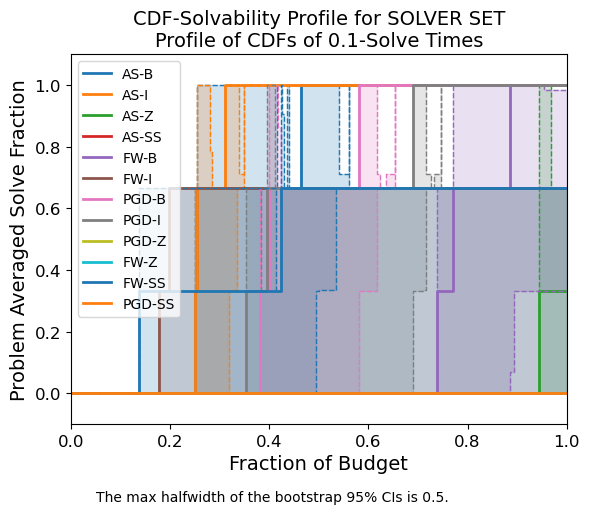 CDF-Solvability Profile for SOLVER SET
Profile of CDFs of 0.1-Solve Times
Problem Averaged Solve Fraction
1.0
0.8
0.6
0.4
0.2
0.0
AS-B
AS-I
AS-Z
AS-SS
FW-B
FW-I
PGD-B
PGD-I
PGD-Z
FW-Z
FW-SS
PGD-SS
0.0 0.2 0.4 0.6 0.8 1.0
Fraction of Budget
The max halfwidth of the bootstrap 95% CIs is 0.5.